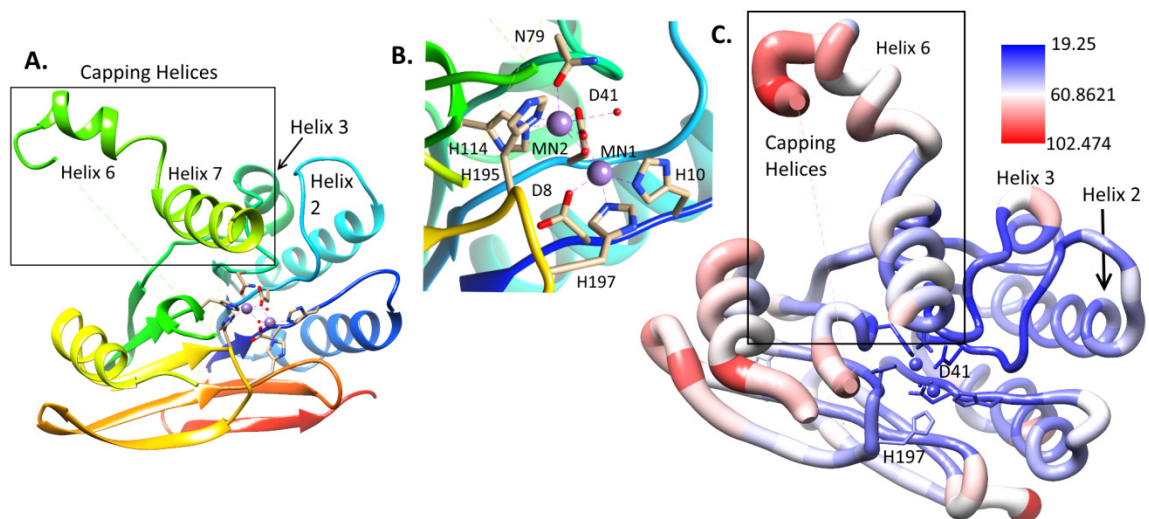 A.
Capping Helices
Helix 3
Helix 6
Helix 7
Helix
2
B.
N79
D41
H114
MN2
MN1
H195
D8
H10
H197
C.
Helix 6
19.25
60.8621
102.474
Capping
Helices
Helix 3
Helix 2
D41
H197